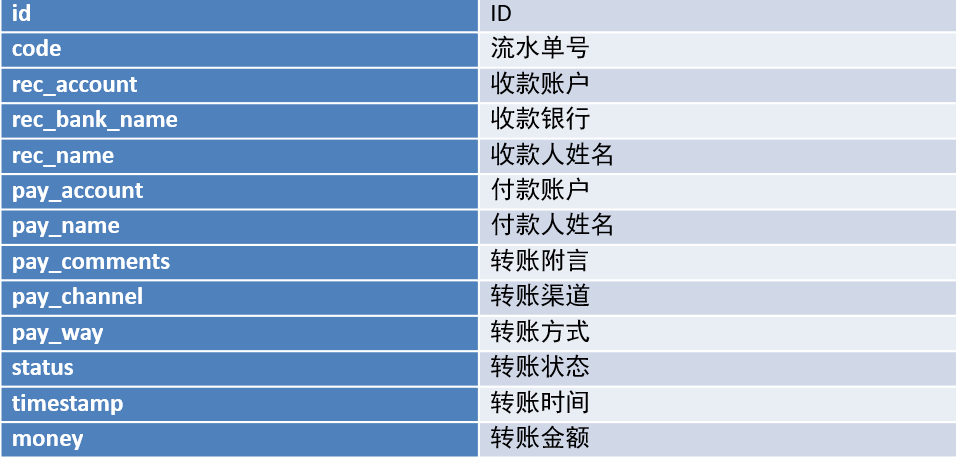 id ID
code 流水单号
rec_account 收款账户
rec_bank_name 收款银行
rec_name 收款人姓名
pay_account 付款账户
pay_name 付款人姓名
pay_comments 转账附言
pay_channel 转账渠道
pay_way 转账方式
status 转账状态
timestamp 转账时间
money 转账金额